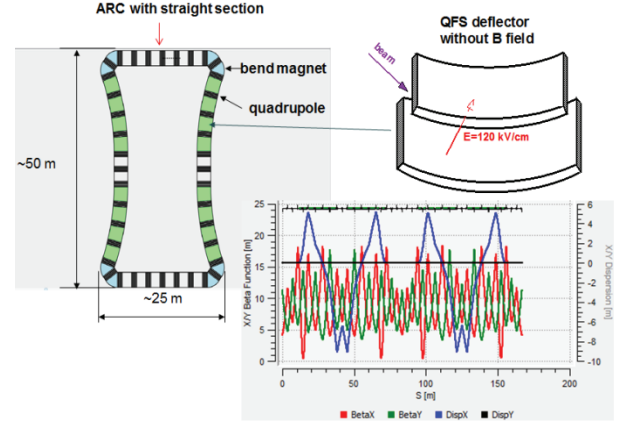 ARC with straight section
QFS deflector
without B field
beam
bend magnet
quadrupole
E=120 kV/cm
~50 m
~25 m
X/Y Beta Function [m]
25
20
15
10
5
0
6
4
2
0
-2
-4
-6
-8
-10
X/Y Dispersion [m]
0
50
100
150
200
S [m]
BetaX
BetaY
DispX
DispY